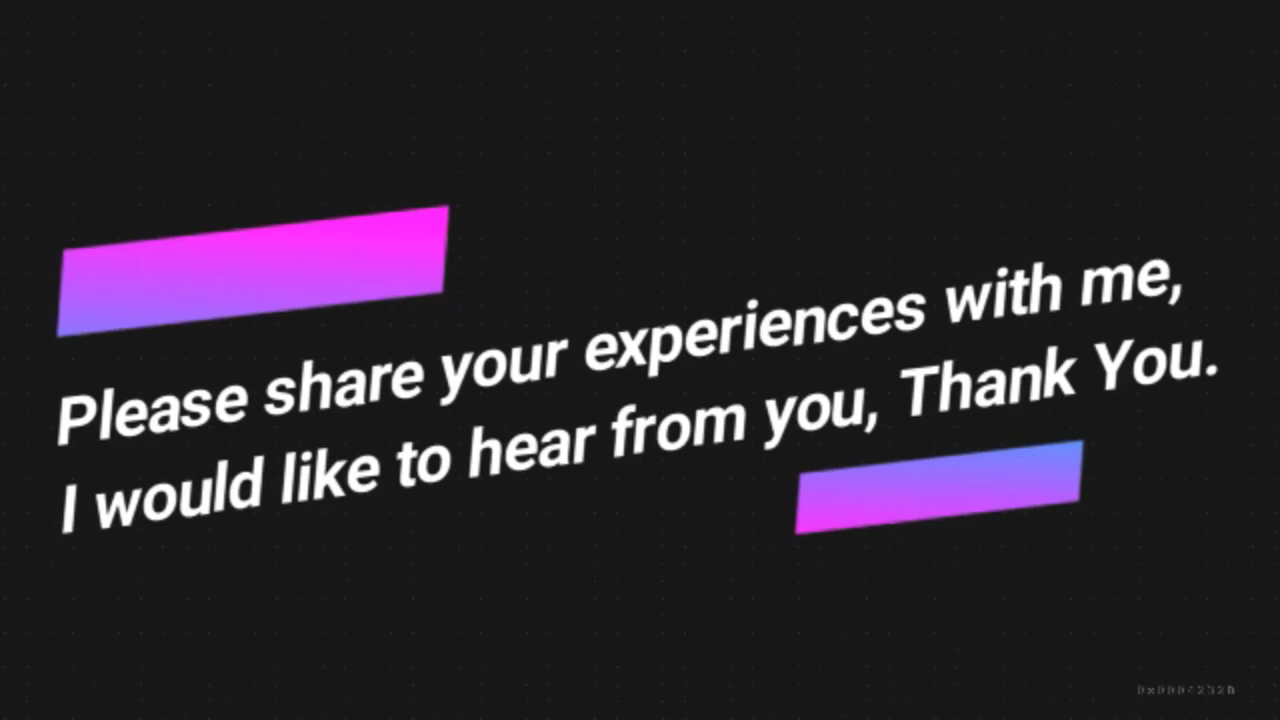 Please share your experiences with me,
I would like to hear from you, Thank You.